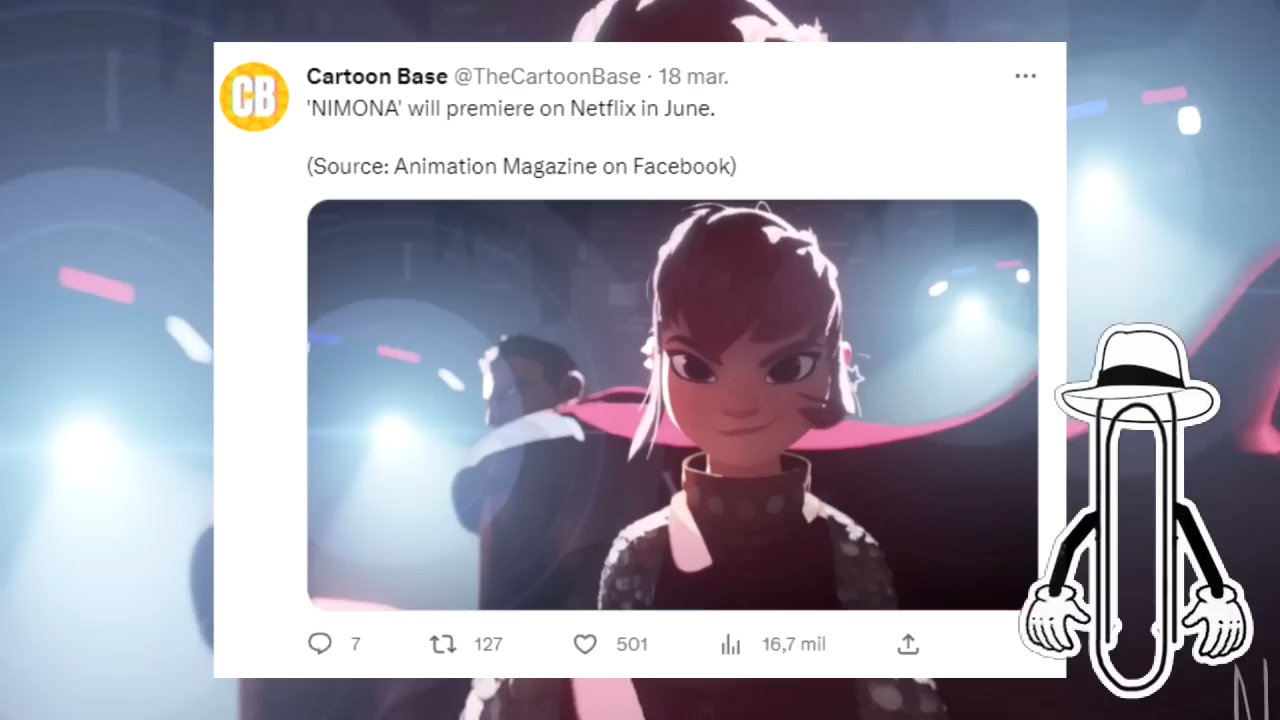 CB
Cartoon Base @TheCartoonBase · 18 mar.
'NIMONA' will premiere on Netflix in June.
(Source: Animation Magazine on Facebook)
7 127 501 16,7 mil